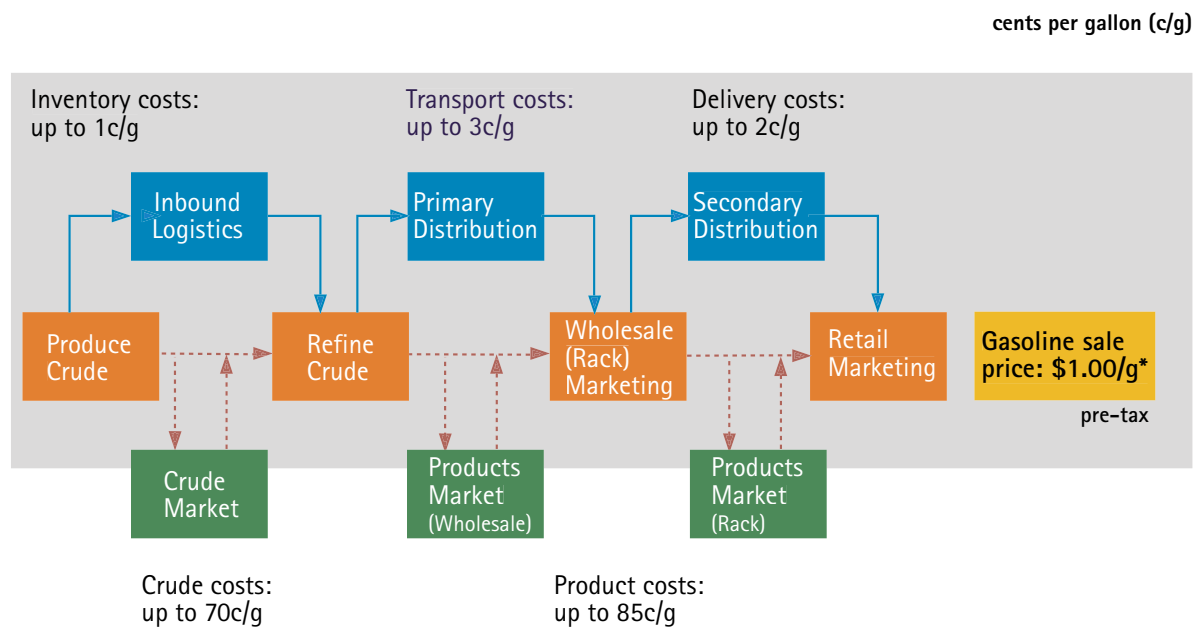 cents per gallon (c/g)
Inventory costs:
up to 1c/g
Transport costs:
up to 3c/g
Delivery costs:
up to 2c/g
Inbound
Logistics
Primary
Distribution
Secondary
Distribution
Produce
Crude
Refine
Crude
Wholesale
(Rack)
Marketing
Retail
Marketing
Gasoline sale
price: $1.00/g*
pre-tax
Crude
Market
Products
Market
(Wholesale)
Products
Market
(Rack)
Crude costs:
up to 70c/g
Product costs:
up to 85c/g